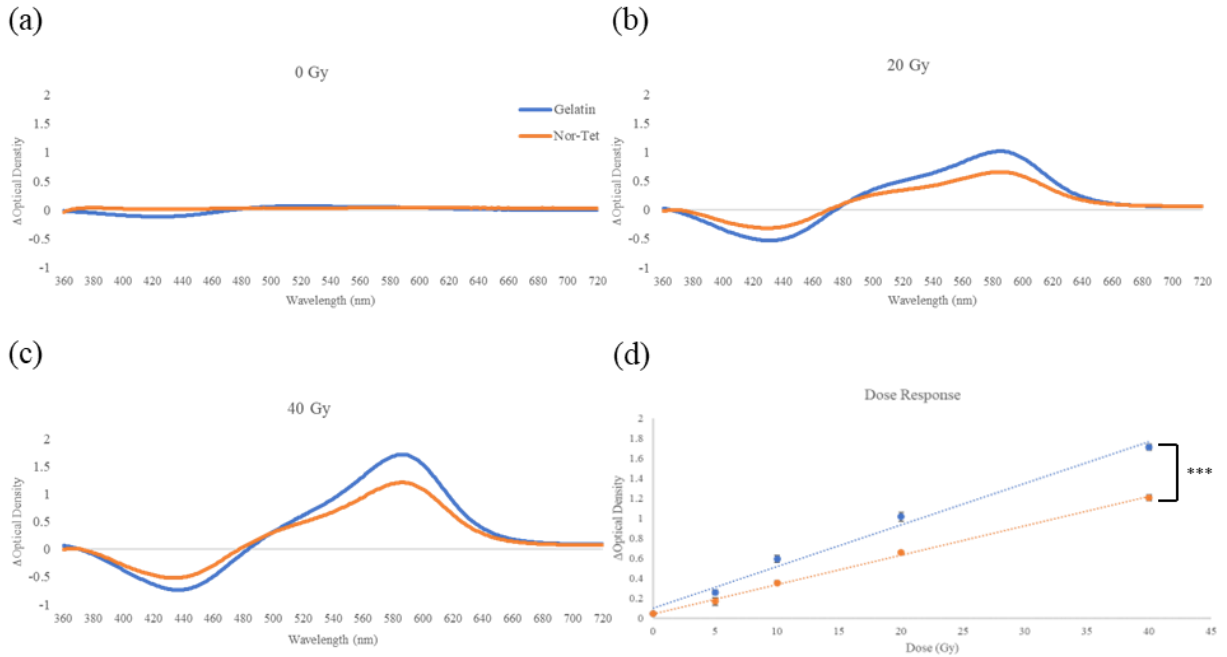 (a)
0 Gy
2
1.5
1
0.5
0
-0.5
-1
ΔOptical Denstiy
Gelatin
Nor-Tet
360 380 400 420 440 460 480 500 520 540 560 580 600 620 640 660 680 700 720
Wavelength (nm)
(b)
20 Gy
2
1.5
1
0.5
0
-0.5
-1
ΔOptical Density
360 380 400 420 440 460 480 500 520 540 560 580 600 620 640 660 680 700 720
Wavelength (nm)
(c)
40 Gy
2
1.5
1
0.5
0
-0.5
-1
ΔOptical Density
360 380 400 420 440 460 480 500 520 540 560 580 600 620 640 660 680 700 720
Wavelength (nm)
(d)
Dose Response
2
1.8
1.6
1.4
1.2
1
0.8
0.6
0.4
0.2
0
ΔOptical Density
***
0 5 10 15 20 25 30 35 40 45
Dose (Gy)